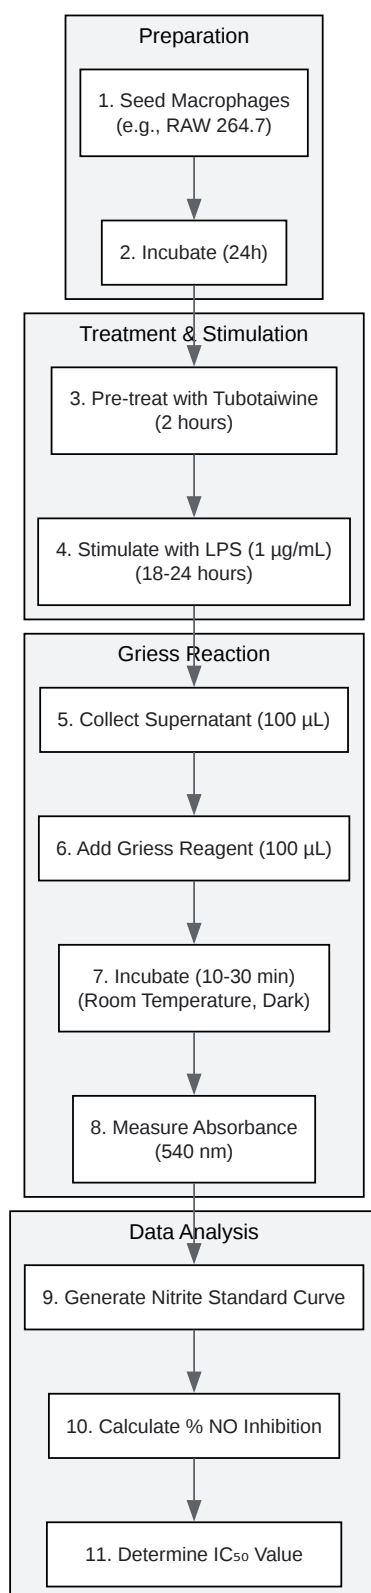 Preparation
1. Seed Macrophages
(e.g., RAW 264.7)
2. Incubate (24h)
Treatment & Stimulation
3. Pre-treat with Tubotaiwine
(2 hours)
4. Stimulate with LPS (1 µg/mL)
(18-24 hours)
Griess Reaction
5. Collect Supernatant (100 µL)
6. Add Griess Reagent (100 µL)
7. Incubate (10-30 min)
(Room Temperature, Dark)
8. Measure Absorbance
(540 nm)
Data Analysis
9. Generate Nitrite Standard Curve
10. Calculate % NO Inhibition
11. Determine IC₅₀ Value